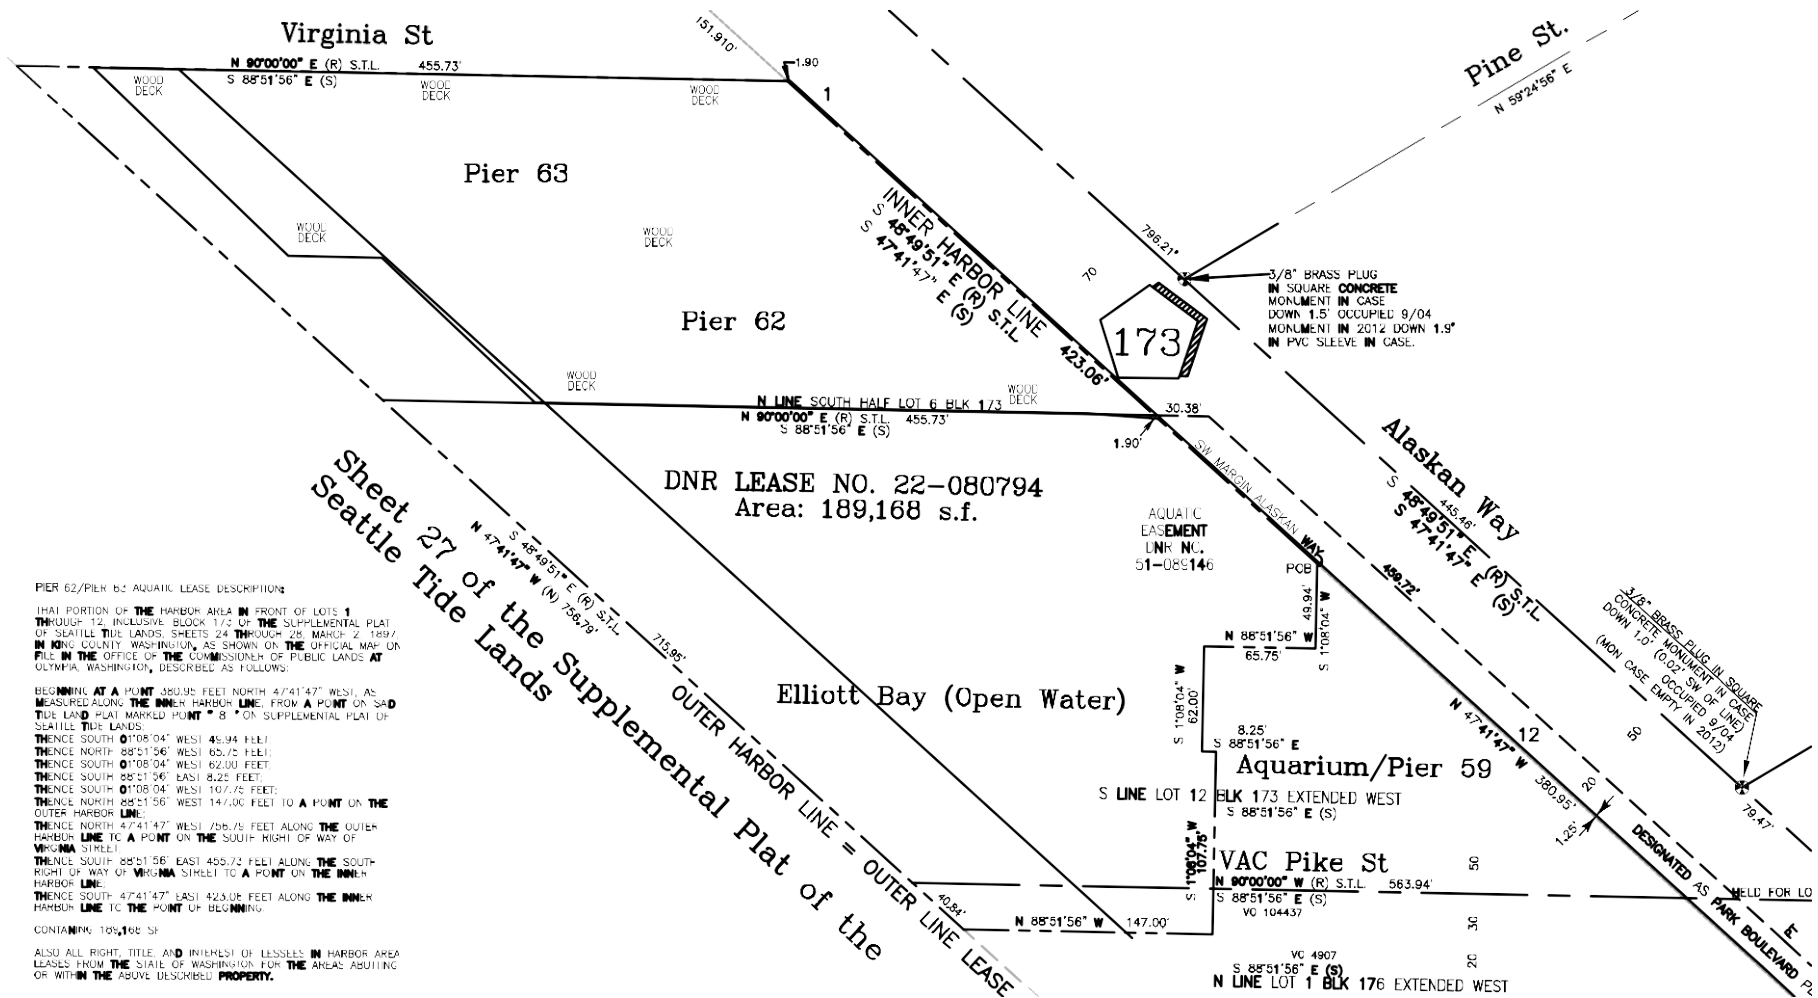 Virginia St
N 90°00'00" E (R) S.T.L. 455.73'
S 88°51'56" E (S)
WOOD
DECK
WOOD
DECK
WOOD
DECK
151.910'
1.90
1
Pine St.
N 59°24'56" E
Pier 63
WOOD
DECK
WOOD
DECK
INNER HARBOR LINE
S 48°49'51" E (R) S.T.L
S 47°41'47" E (S)
423.06'
796.21'
70
3/8" BRASS PLUG
IN SQUARE CONCRETE
MONUMENT IN CASE
DOWN 1.5' OCCUPIED 9/04
MONUMENT IN 2012 DOWN 1.9'
IN PVC SLEEVE IN CASE.
Pier 62
173
WOOD
DECK
WOOD
DECK
N LINE SOUTH HALF LOT 6 BLK 173
N 90°00'00" E (R) S.T.L. 455.73'
S 88°51'56" E (S)
30.38'
1.90'
Alaskan Way
S 48°49'51" E (R) S.T.L
445.46'
S 47°41'47" E (S)
SW MARGIN ALASKAN WAY
DNR LEASE NO. 22-080794
Area: 189,168 s.f.
AQUATIC
EASEMENT
DNR NO.
51-089146
POB
459.72'
Sheet 27 of the Supplemental Plat of the
Seattle Tide Lands
S 48°49'51" E (R) S.T.L
N 47°41'47" W (N) 756.79'
715.95'
OUTER HARBOR LINE = OUTER LINE LEASE
49.94'
S 1°08'04" W
N 88°51'56" W
65.75'
S 1°08'04" W
62.00'
8.25'
S 88°51'56" E
Elliott Bay (Open Water)
3/8" BRASS PLUG IN SQUARE
CONCRETE MONUMENT IN CASE
DOWN 1.0' (0.02' SW OF LINE)
OCCUPIED 9/04
(MON CASE EMPTY IN 2012)
N 47°41'47" W 380.95'
12
50
20
1.25'
79.47'
Aquarium/Pier 59
S LINE LOT 12 BLK 173 EXTENDED WEST
S 88°51'56" E (S)
S 1°08'04" W
107.75'
VAC Pike St
N 90°00'00" W (R) S.T.L. 563.94'
S 88°51'56" E (S)
VO 104437
50
30
20
DESIGNATED AS PARK BOULEVARD
HELD FOR LO
40.84'
N 88°51'56" W 147.00'
VO 4907
S 88°51'56" E (S)
N LINE LOT 1 BLK 176 EXTENDED WEST
PIER 62/PIER 63 AQUATIC LEASE DESCRIPTION:
THAT PORTION OF THE HARBOR AREA IN FRONT OF LOTS 1
THROUGH 12, INCLUSIVE BLOCK 173 OF THE SUPPLEMENTAL PLAT
OF SEATTLE TIDE LANDS, SHEETS 24 THROUGH 28, MARCH 2 1897,
IN KING COUNTY WASHINGTON, AS SHOWN ON THE OFFICIAL MAP ON
FILE IN THE OFFICE OF THE COMMISSIONER OF PUBLIC LANDS AT
OLYMPIA, WASHINGTON, DESCRIBED AS FOLLOWS:
BEGINNING AT A POINT 380.95 FEET NORTH 47°41'47" WEST, AS
MEASURED ALONG THE INNER HARBOR LINE, FROM A POINT ON SAID
TIDE LAND PLAT MARKED POINT " 8 " ON SUPPLEMENTAL PLAT OF
SEATTLE TIDE LANDS:
THENCE SOUTH 01°08'04" WEST 49.94 FEET;
THENCE NORTH 88°51'56" WEST 65.75 FEET;
THENCE SOUTH 01°08'04" WEST 62.00 FEET;
THENCE SOUTH 88°51'56" EAST 8.25 FEET;
THENCE SOUTH 01°08'04" WEST 107.75 FEET;
THENCE NORTH 88°51'56" WEST 147.00 FEET TO A POINT ON THE
OUTER HARBOR LINE;
THENCE NORTH 47°41'47" WEST 756.79 FEET ALONG THE OUTER
HARBOR LINE TO A POINT ON THE SOUTH RIGHT OF WAY OF
VIRGINIA STREET
THENCE SOUTH 88°51'56" EAST 455.73 FEET ALONG THE SOUTH
RIGHT OF WAY OF VIRGINIA STREET TO A POINT ON THE INNER
HARBOR LINE;
THENCE SOUTH 47°41'47" EAST 423.06 FEET ALONG THE INNER
HARBOR LINE TO THE POINT OF BEGINNING.
CONTAINING 189,168 SF
ALSO ALL RIGHT, TITLE, AND INTEREST OF LESSEES IN HARBOR AREA
LEASES FROM THE STATE OF WASHINGTON FOR THE AREAS ABUTTING
OR WITHIN THE ABOVE DESCRIBED PROPERTY.